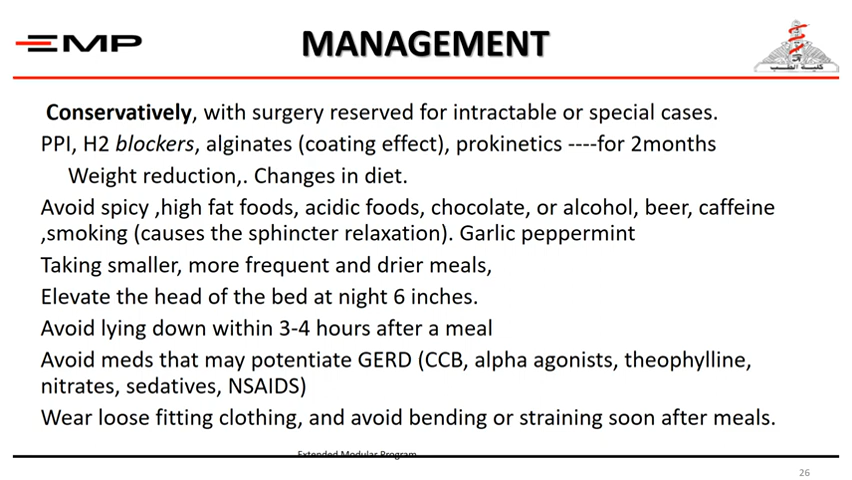 EMP
MANAGEMENT
كلية الطب
Conservatively, with surgery reserved for intractable or special cases.
PPI, H2 blockers, alginates (coating effect), prokinetics ----for 2months
Weight reduction,. Changes in diet.
Avoid spicy ,high fat foods, acidic foods, chocolate, or alcohol, beer, caffeine
,smoking (causes the sphincter relaxation). Garlic peppermint
Taking smaller, more frequent and drier meals,
Elevate the head of the bed at night 6 inches.
Avoid lying down within 3-4 hours after a meal
Avoid meds that may potentiate GERD (CCB, alpha agonists, theophylline,
nitrates, sedatives, NSAIDS)
Wear loose fitting clothing, and avoid bending or straining soon after meals.
Extended Modular Program
26